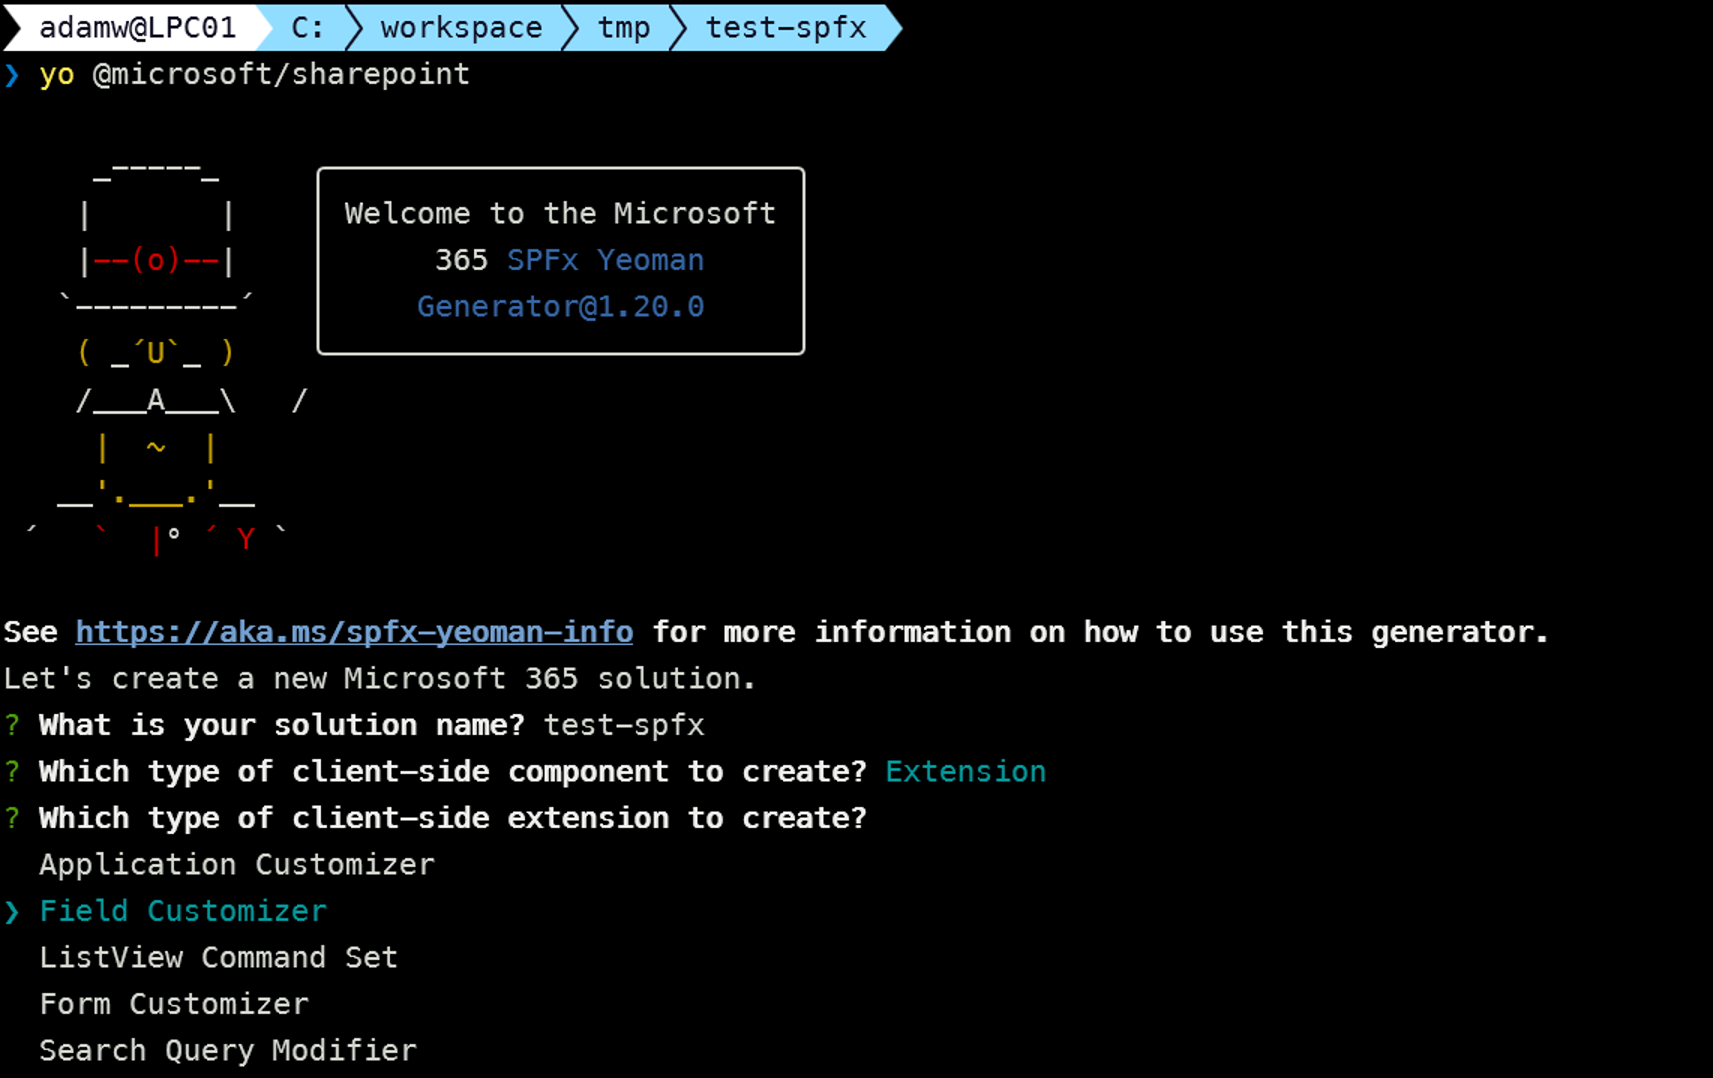 adamw@LPC01 C: workspace tmp test-spfx
❯ yo @microsoft/sharepoint
_-----_
|       |
|--(o)--|
`---------´
( _´U`_ )
/___A___\   /
|  ~  |
__'.___.'__
´   `  |° ´ Y `
Welcome to the Microsoft
365 SPFx Yeoman
Generator@1.20.0
See https://aka.ms/spfx-yeoman-info for more information on how to use this generator.
Let's create a new Microsoft 365 solution.
? What is your solution name? test-spfx
? Which type of client-side component to create? Extension
? Which type of client-side extension to create?
Application Customizer
❯ Field Customizer
ListView Command Set
Form Customizer
Search Query Modifier